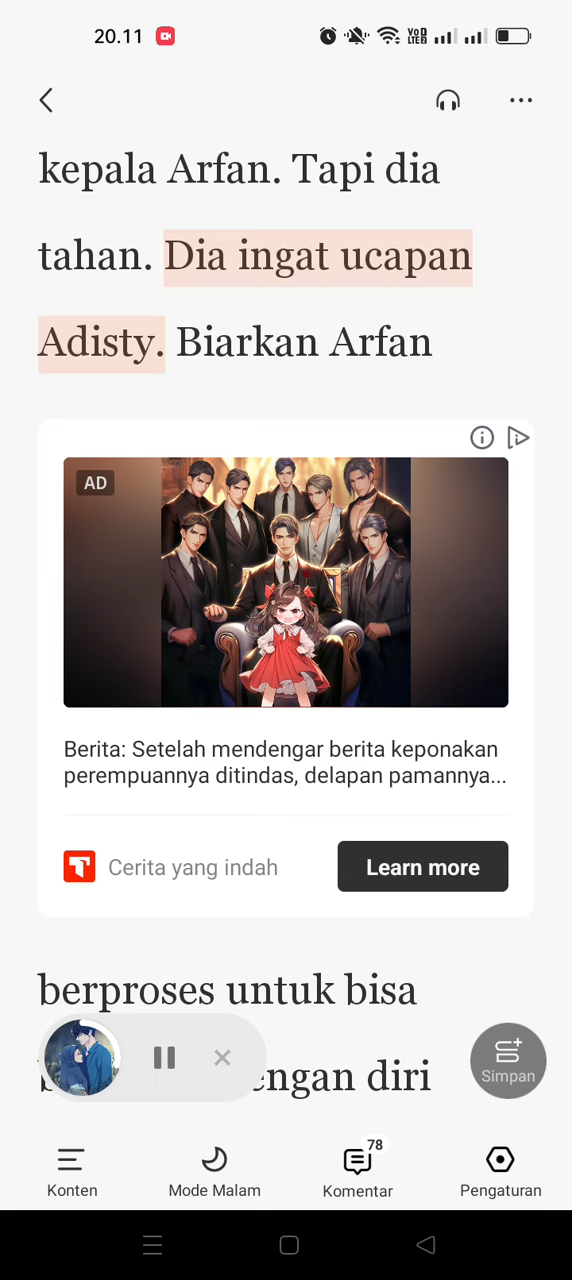 20.11
VoD
LTE2
kepala Arfan. Tapi dia
tahan. Dia ingat ucapan
Adisty. Biarkan Arfan
AD
Berita: Setelah mendengar berita keponakan
perempuannya ditindas, delapan pamannya...
Cerita yang indah
Learn more
berproses untuk bisa
engan diri
Simpan
78
Konten
Mode Malam
Komentar
Pengaturan